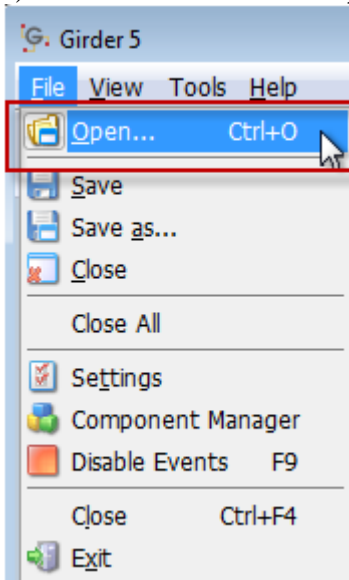 G. Girder 5
File View Tools Help
Open... Ctrl+O
Save
Save as...
Close
Close All
Settings
Component Manager
Disable Events F9
Close Ctrl+F4
Exit